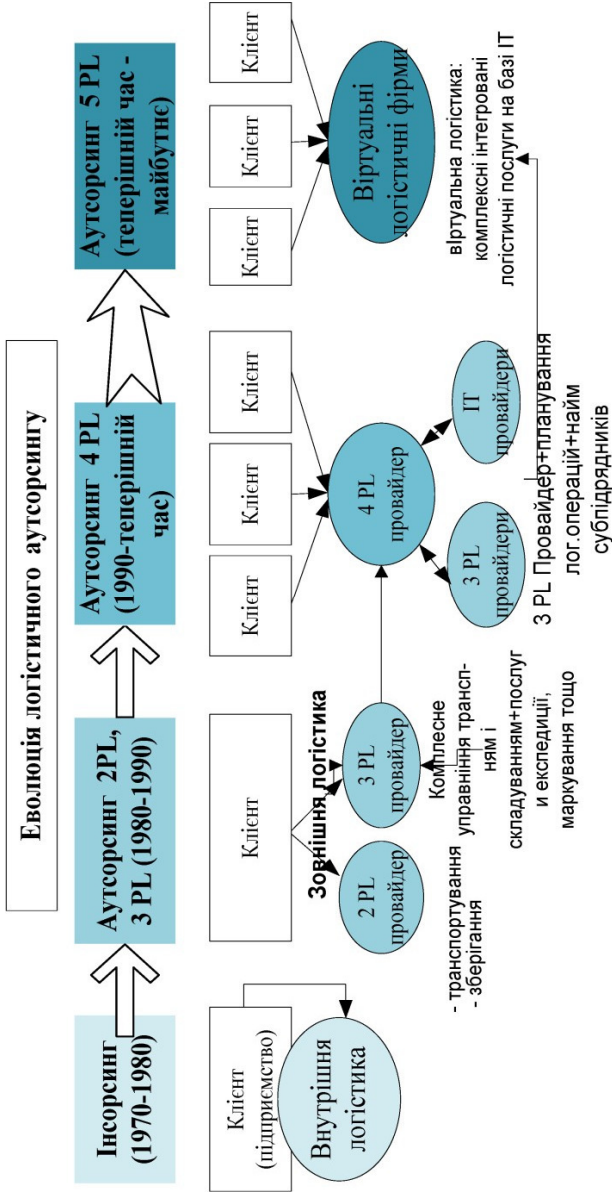 Еволюція логістичного аутсорсингу
Інсорсинг
(1970-1980)
Аутсорсинг 2PL,
3 PL (1980-1990)
Аутсорсинг 4 PL
(1990-теперішній
час)
Аутсорсинг 5 PL
(теперішній час -
майбутнє)
Клієнт
(підприємство)
Внутрішня
логістика
Клієнт
Зовнішня логістика
2 PL
провайдер
3 PL
провайдер
- транспортування
- зберігання
Комплесне
управніння трансп-
ням і
складуванням+послуг
и експедиції,
маркування тощо
Клієнт
Клієнт
Клієнт
4 PL
провайдер
3 PL
провайдери
ІТ
провайдери
3 PL Провайдер+планування
лог.операцій+найм
субпідрядників
Клієнт
Клієнт
Клієнт
Віртуальні
логістичні фірми
віртуальна логістика:
комплексні інтегровані
логістичні послуги на базі ІТ